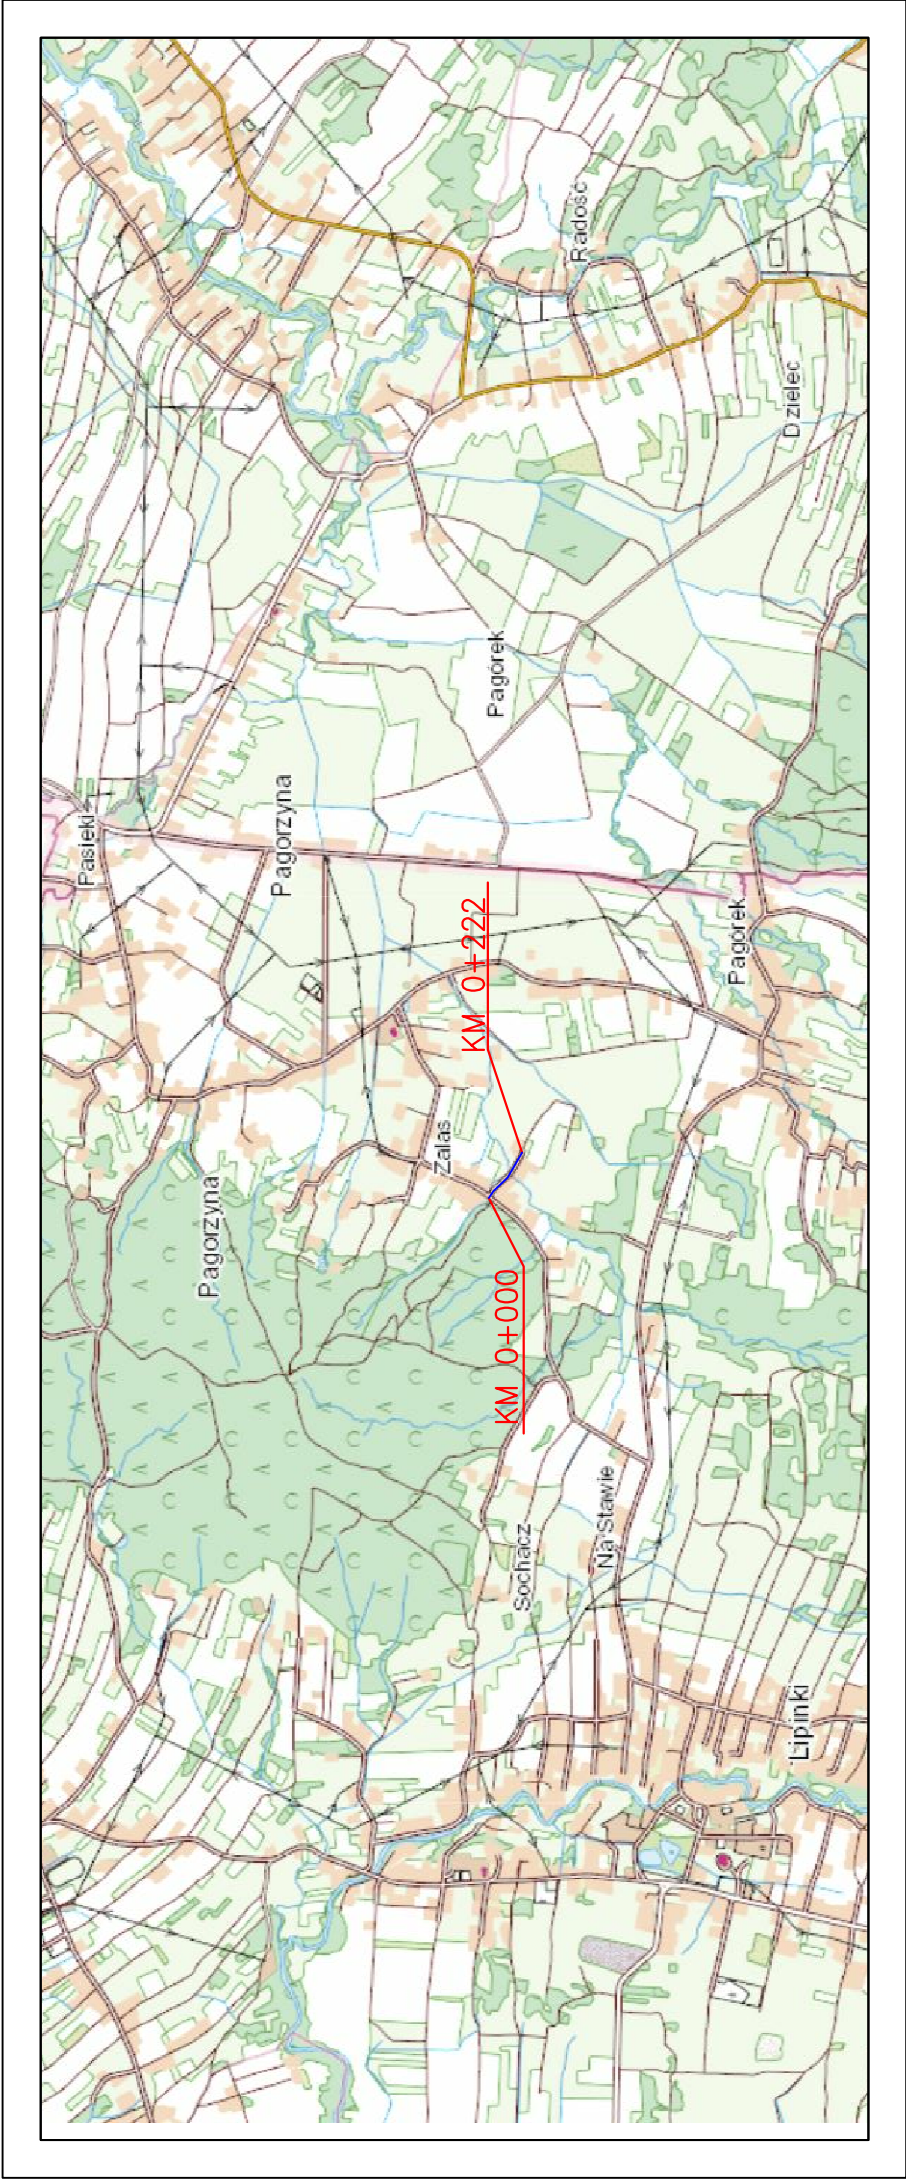 Radość
Dzielec
Pagórek
Pasieki
Pagorzyna
Pagórek
KM 0+222
Zalas
Pagorzyna
KM 0+000
Sochacz
Na Stawie
Lipinki